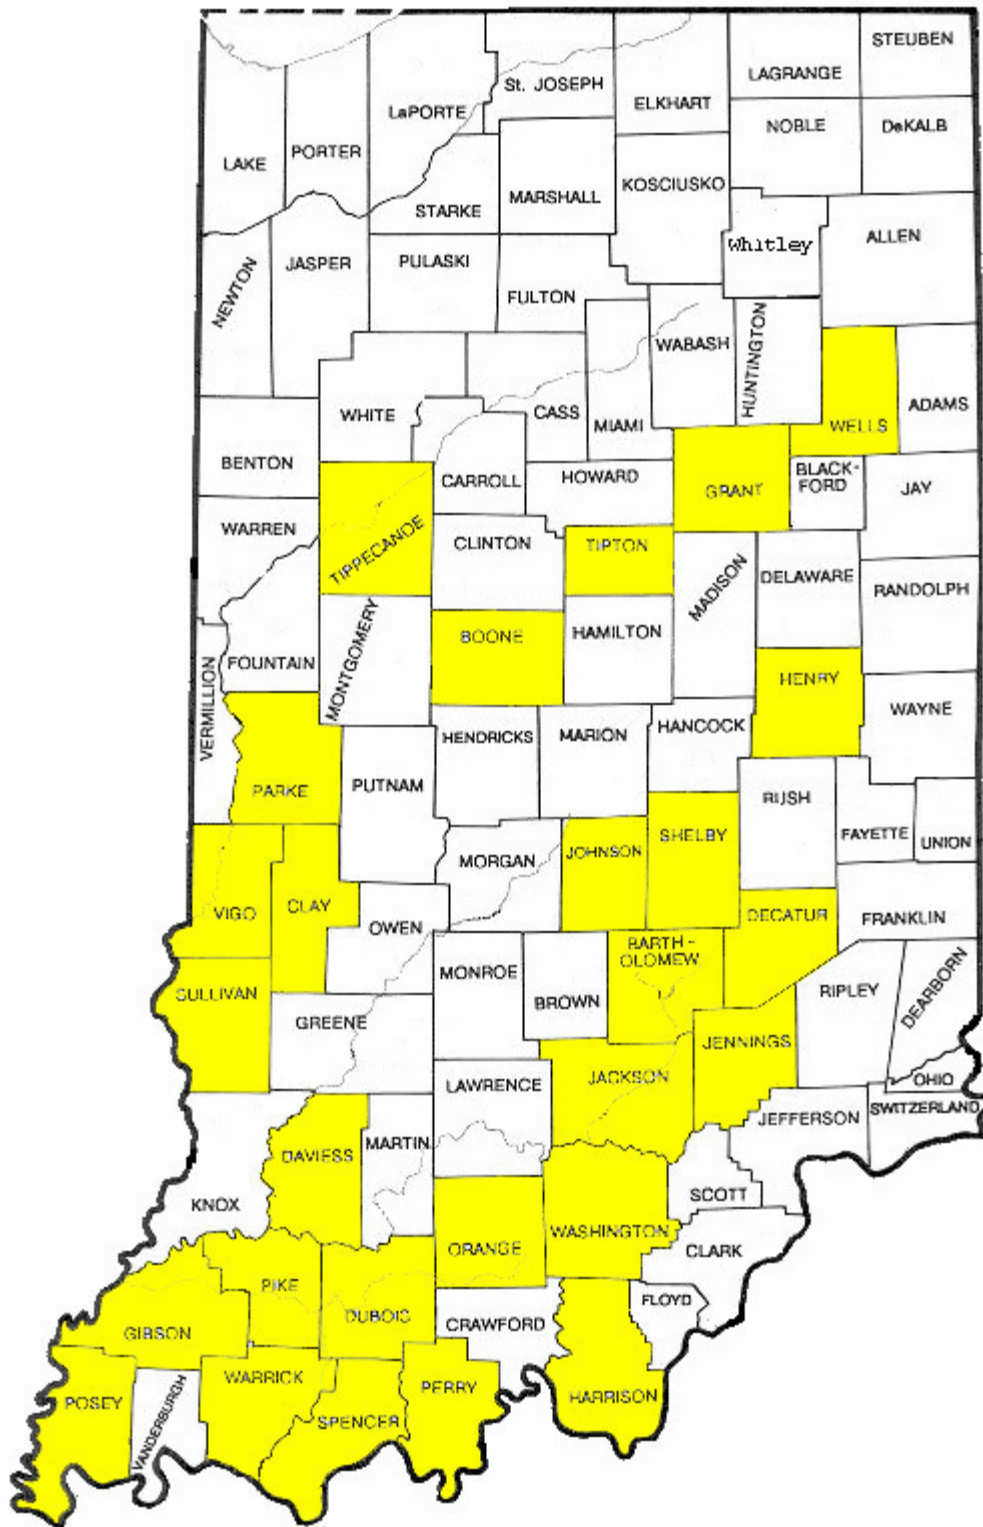 STEUBEN
LAGRANGE
St. JOSEPH
ELKHART
LaPORTE
NOBLE
DeKALB
PORTER
LAKE
KOSCIUSKO
MARSHALL
STARKE
ALLEN
Whitley
PULASKI
JASPER
NEWTON
FULTON
WABASH
HUNTINGTON
ADAMS
WHITE
CASS
MIAMI
WELLS
BENTON
CARROLL
HOWARD
BLACK-
FORD
GRANT
JAY
WARREN
TIPPECANOE
CLINTON
TIPTON
MADISON
DELAWARE
RANDOLPH
BOONE
HAMILTON
MONTGOMERY
FOUNTAIN
VERMILLION
HENRY
WAYNE
HENDRICKS
MARION
HANCOCK
PARKE
PUTNAM
RUSH
FAYETTE
UNION
SHELBY
JOHNSON
MORGAN
VIGO
CLAY
OWEN
DECATUR
FRANKLIN
BARTH-
OLOMEW
MONROE
BROWN
SULLIVAN
GREENE
RIPLEY
DEARBORN
JENNINGS
JACKSON
LAWRENCE
OHIO
SWITZERLAND
JEFFERSON
DAVIESS
MARTIN
KNOX
SCOTT
WASHINGTON
ORANGE
CLARK
PIKE
DUBOIS
FLOYD
GIBSON
CRAWFORD
WARRICK
PERRY
HARRISON
POSEY
VANDERBURGH
SPENCER